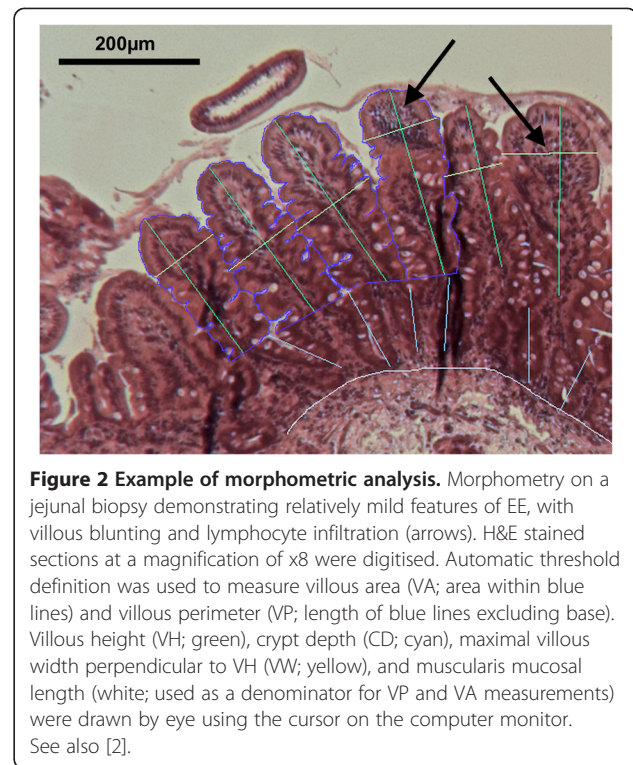 200µm
Figure 2 Example of morphometric analysis. Morphometry on a
jejunal biopsy demonstrating relatively mild features of EE, with
villous blunting and lymphocyte infiltration (arrows). H&E stained
sections at a magnification of x8 were digitised. Automatic threshold
definition was used to measure villous area (VA; area within blue
lines) and villous perimeter (VP; length of blue lines excluding base).
Villous height (VH; green), crypt depth (CD; cyan), maximal villous
width perpendicular to VH (VW; yellow), and muscularis mucosal
length (white; used as a denominator for VP and VA measurements)
were drawn by eye using the cursor on the computer monitor.
See also [2].